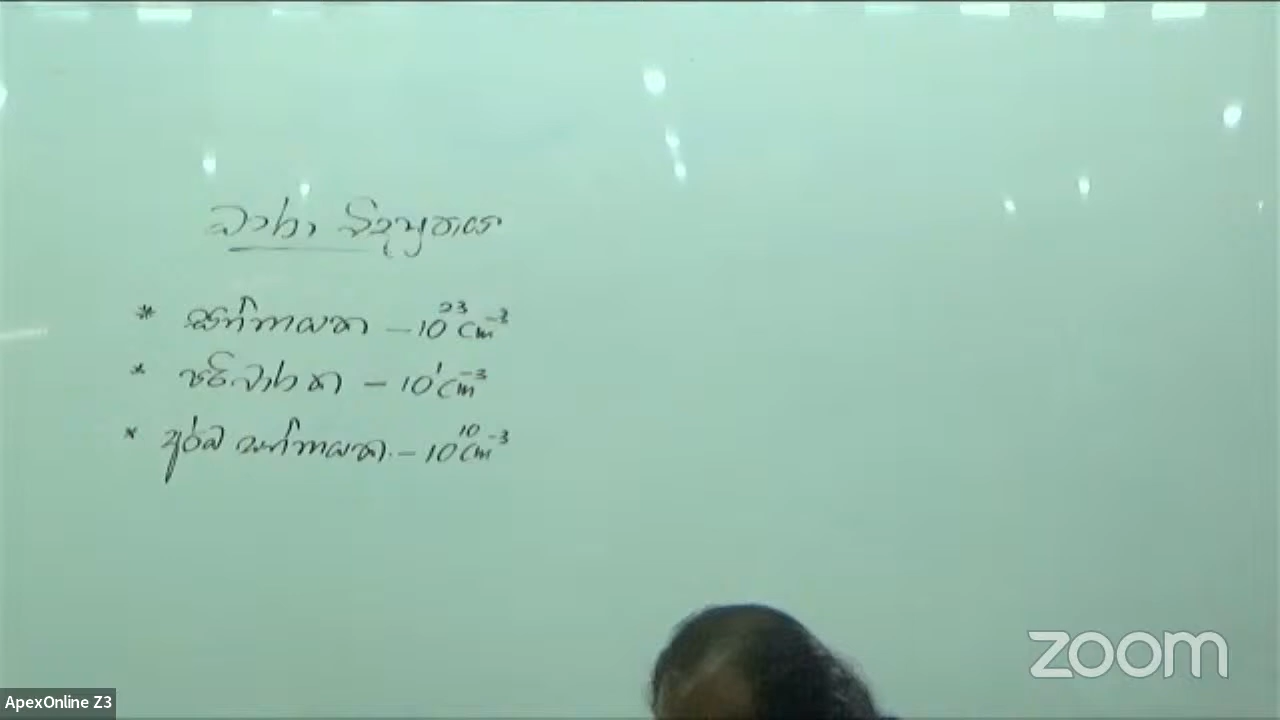 ධාරා විද්‍යුතය
* සන්නායක – 10²³ cm⁻³
* පරිවාරක – 10¹ cm⁻³
* අර්ධ සන්නායක – 10¹⁰ cm⁻³
zoom
ApexOnline Z3